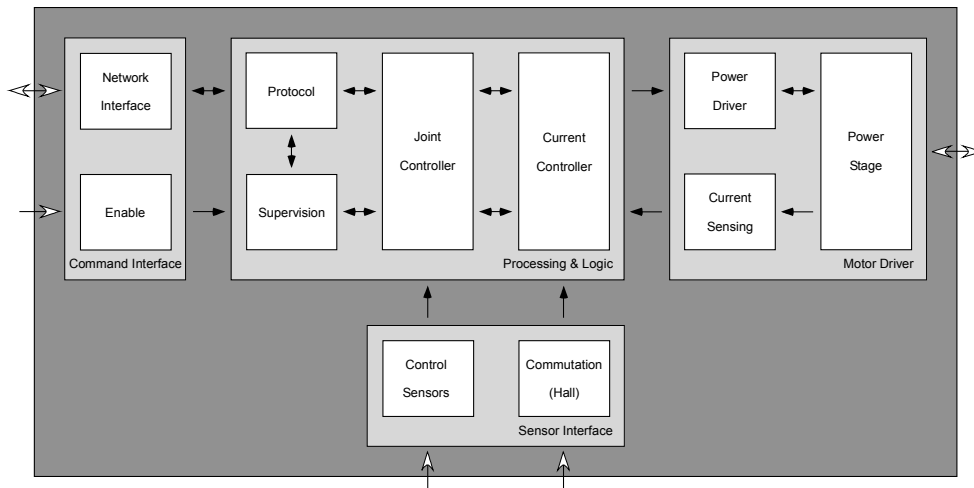 Network
Interface
Enable
Command Interface
Protocol
Supervision
Joint
Controller
Current
Controller
Processing & Logic
Power
Driver
Current
Sensing
Power
Stage
Motor Driver
Control
Sensors
Commutation
(Hall)
Sensor Interface